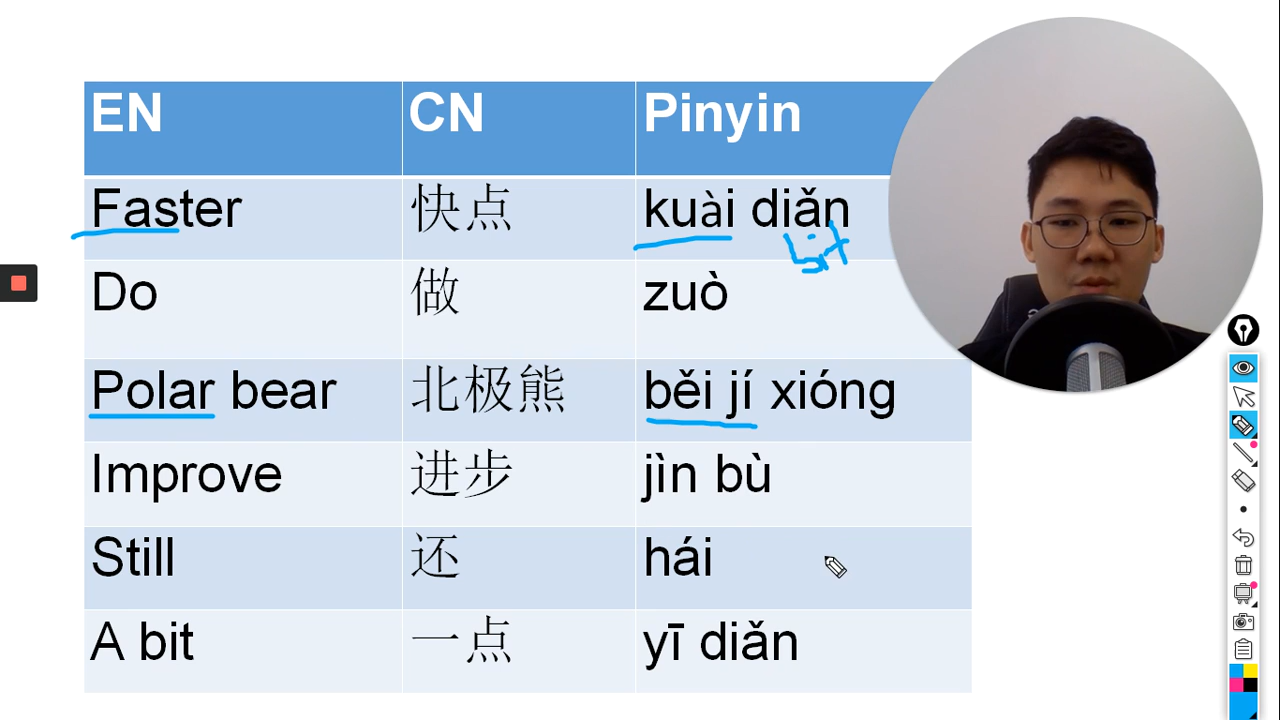 EN CN Pinyin
Faster 快点 kuài diǎn
bit
Do 做 zuò
Polar bear 北极熊 běi jí xióng
Improve 进步 jìn bù
Still 还 hái
A bit 一点 yī diǎn